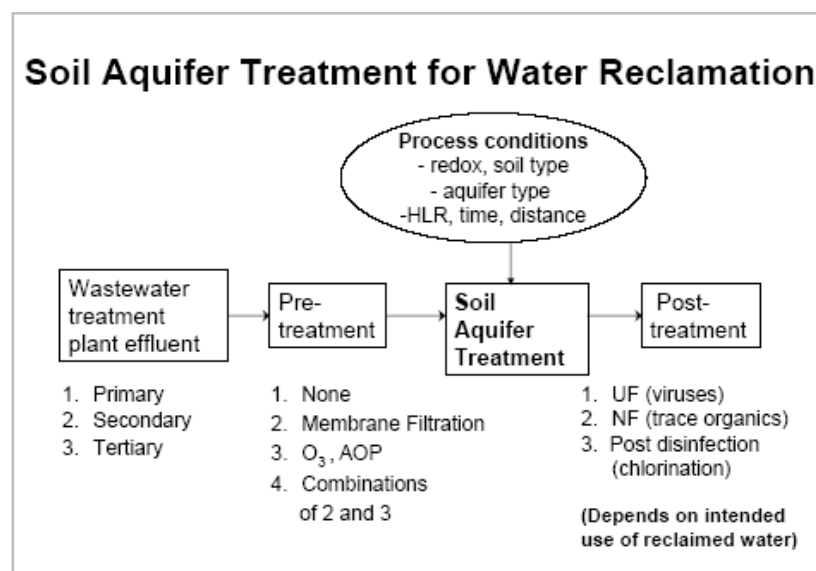 Soil Aquifer Treatment for Water Reclamation
Process conditions
- redox, soil type
- aquifer type
-HLR, time, distance
Wastewater
treatment
plant effluent
Pre-
treatment
Soil
Aquifer
Treatment
Post-
treatment
1. Primary
2. Secondary
3. Tertiary
1. None
2. Membrane Filtration
3. O₃, AOP
4. Combinations
of 2 and 3
1. UF (viruses)
2. NF (trace organics)
3. Post disinfection
(chlorination)
(Depends on intended
use of reclaimed water)